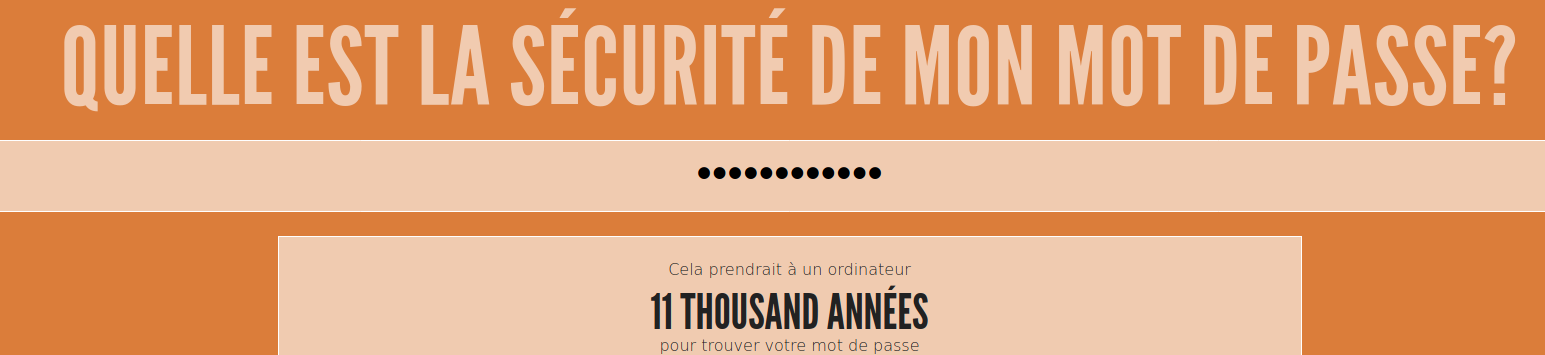 QUELLE EST LA SÉCURITÉ DE MON MOT DE PASSE?
••••••••••••
Cela prendrait à un ordinateur
11 THOUSAND ANNÉES
pour trouver votre mot de passe